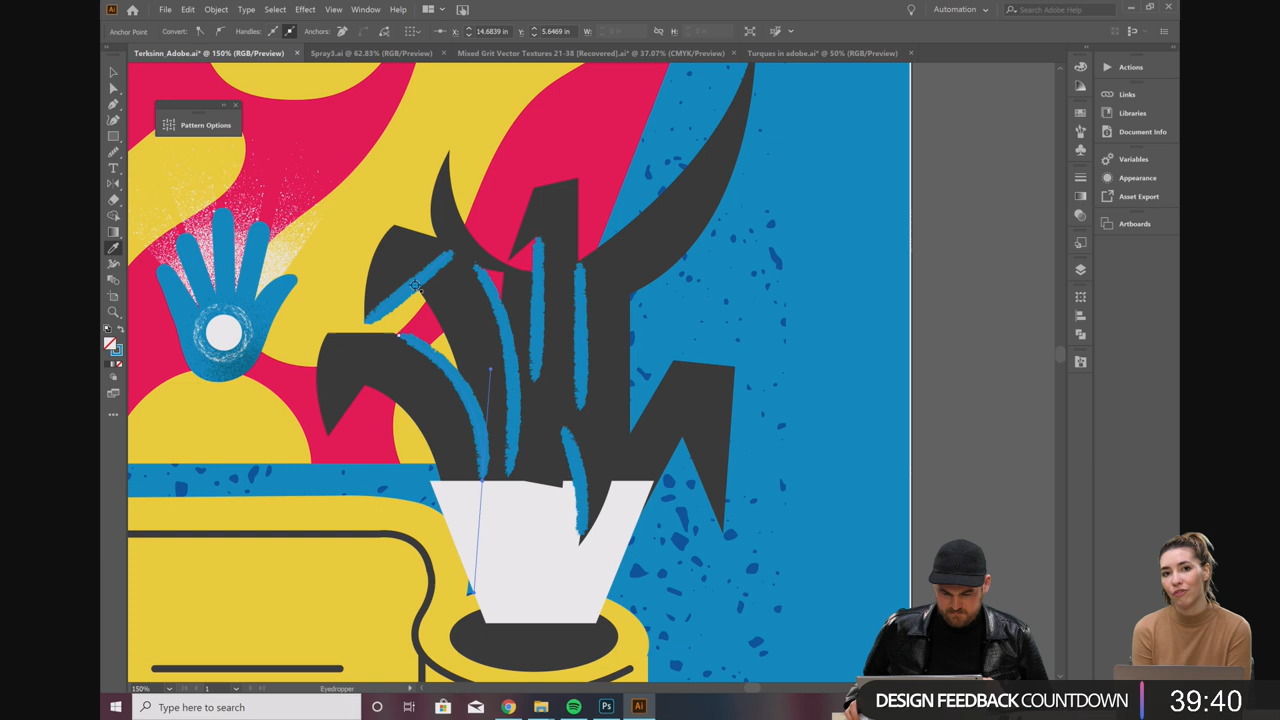 Ai File Edit Object Type Select Effect View Window Help Automation Search Adobe Help
Anchor Point Convert: Handles: Anchors: X: 14.6839 in Y: 5.6469 in W: H:
Terksinn_Adobe.ai* @ 150% (RGB/Preview) × Spray3.ai @ 62.83% (RGB/Preview) × Mixed Grit Vector Textures 21-38 [Recovered].ai* @ 37.07% (CMYK/Preview) × Turques in adobe.ai* @ 50% (RGB/Preview) ×
Pattern Options
Actions
Links
Libraries
Document Info
Variables
Appearance
Asset Export
Artboards
150% 1 Eyedropper
Type here to search
Ps Ai
DESIGN FEEDBACK COUNTDOWN 39:40